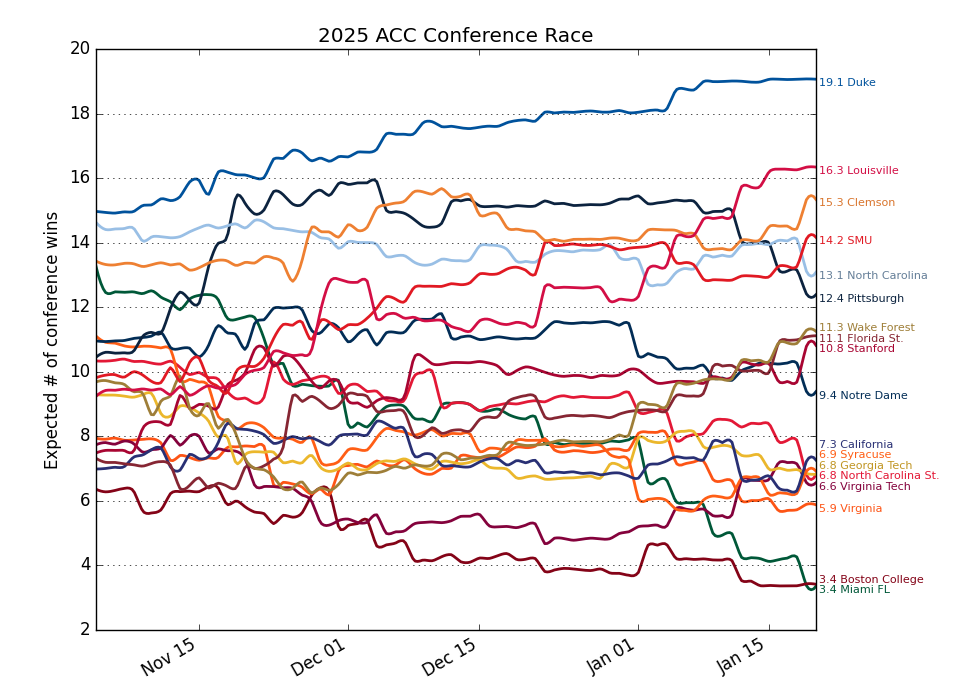 2025 ACC Conference Race
Expected # of conference wins
20
18
16
14
12
10
8
6
4
2
Nov 15
Dec 01
Dec 15
Jan 01
Jan 15
19.1 Duke
16.3 Louisville
15.3 Clemson
14.2 SMU
13.1 North Carolina
12.4 Pittsburgh
11.3 Wake Forest
11.1 Florida St.
10.8 Stanford
9.4 Notre Dame
7.3 California
6.9 Syracuse
6.8 Georgia Tech
6.8 North Carolina St.
6.6 Virginia Tech
5.9 Virginia
3.4 Boston College
3.4 Miami FL